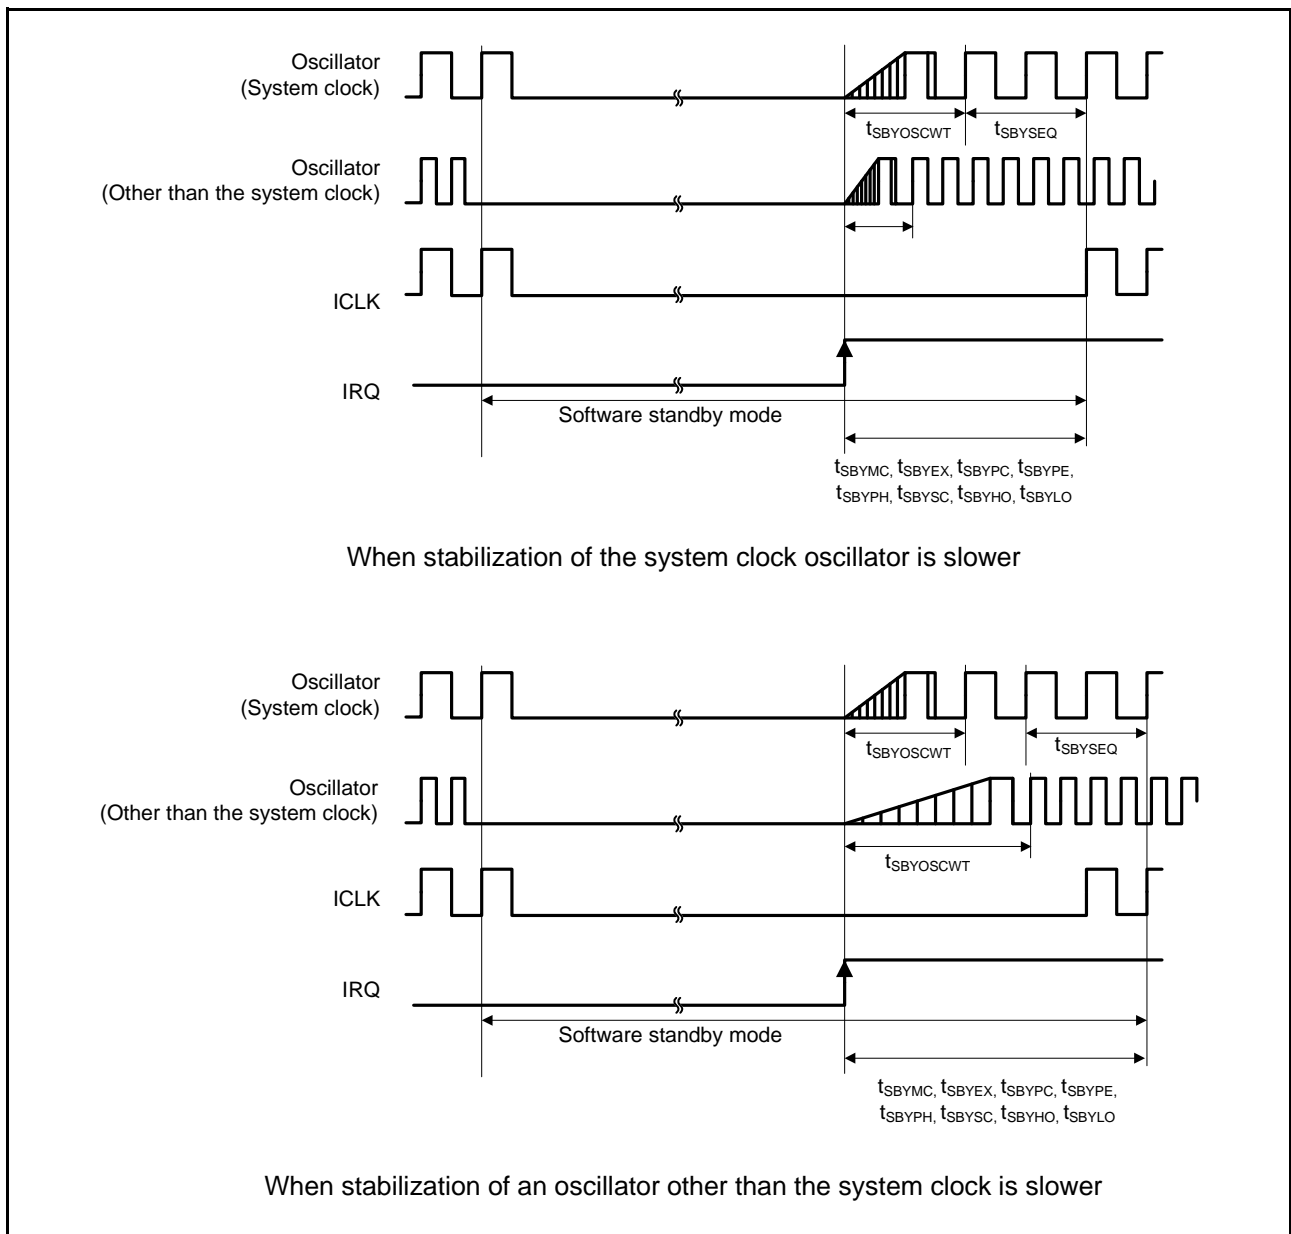 Oscillator
(System clock)
tSBYOSCWT
tSBYSEQ
Oscillator
(Other than the system clock)
ICLK
IRQ
Software standby mode
tSBYMC, tSBYEX, tSBYPC, tSBYPE,
tSBYPH, tSBYSC, tSBYHO, tSBYLO
When stabilization of the system clock oscillator is slower
Oscillator
(System clock)
tSBYOSCWT
tSBYSEQ
Oscillator
(Other than the system clock)
tSBYOSCWT
ICLK
IRQ
Software standby mode
tSBYMC, tSBYEX, tSBYPC, tSBYPE,
tSBYPH, tSBYSC, tSBYHO, tSBYLO
When stabilization of an oscillator other than the system clock is slower